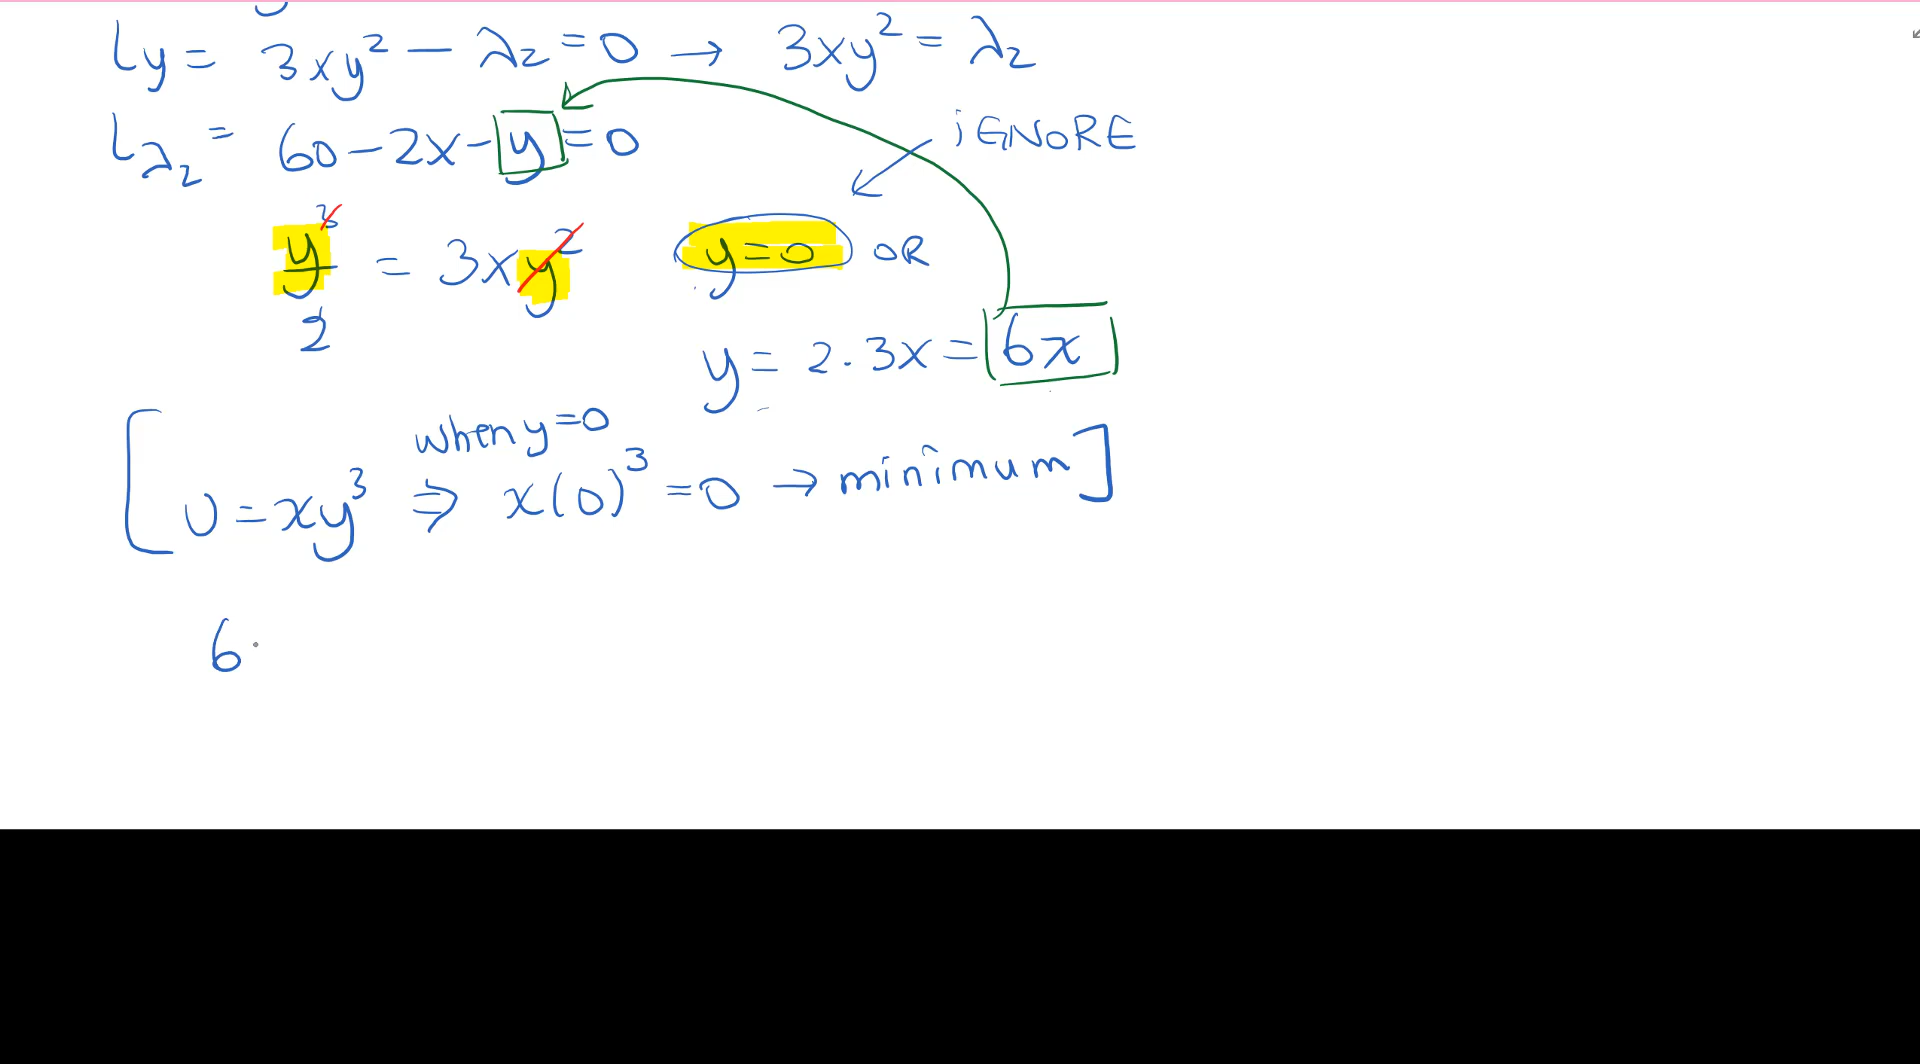 Ly = 3xy² − λ₂ = 0 → 3xy² = λ₂
Lλ₂ = 60 − 2x − y = 0
iGNORE
y³/2 = 3xy²
y = 0 OR
y = 2·3x = 6x
when y = 0
[U = xy³ ⇒ x(0)³ = 0 → minimum]
6